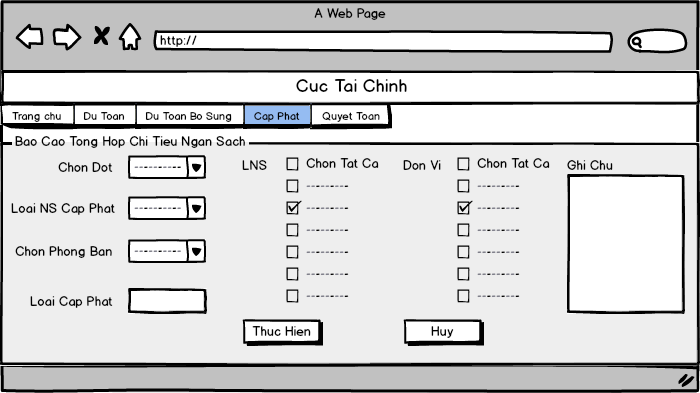 A Web Page
http://
Cuc Tai Chinh
Trang chu
Du Toan
Du Toan Bo Sung
Cap Phat
Quyet Toan
Bao Cao Tong Hop Chi Tieu Ngan Sach
Chon Dot
LNS
Chon Tat Ca
Don Vi
Chon Tat Ca
Ghi Chu
Loai NS Cap Phat
Chon Phong Ban
Loai Cap Phat
Thuc Hien
Huy